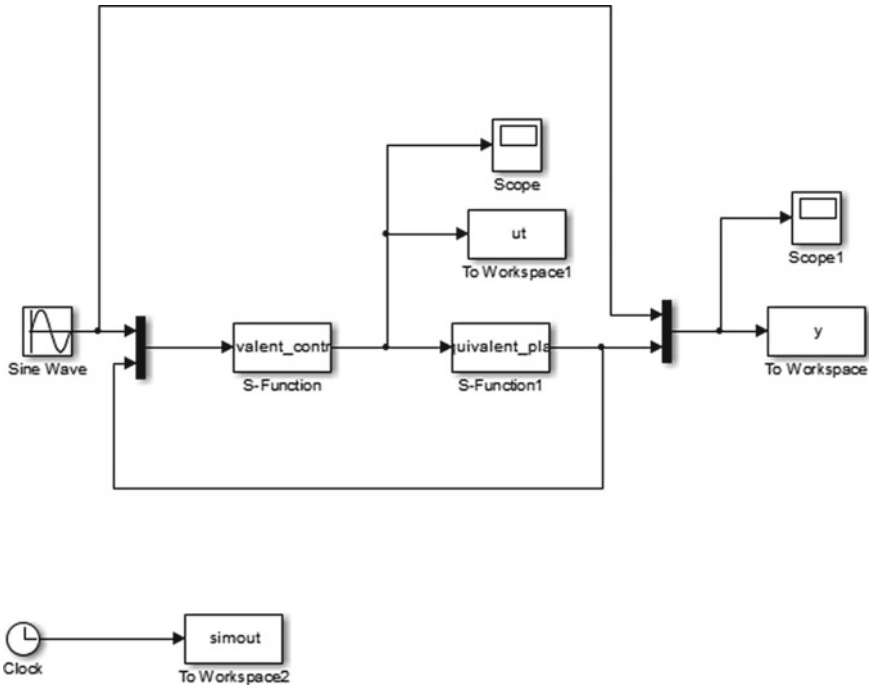 Scope
ut
To Workspace1
Scope1
Sine Wave
valent_contr
S-Function
uivalent_pla
S-Function1
y
To Workspace
simout
Clock
To Workspace2